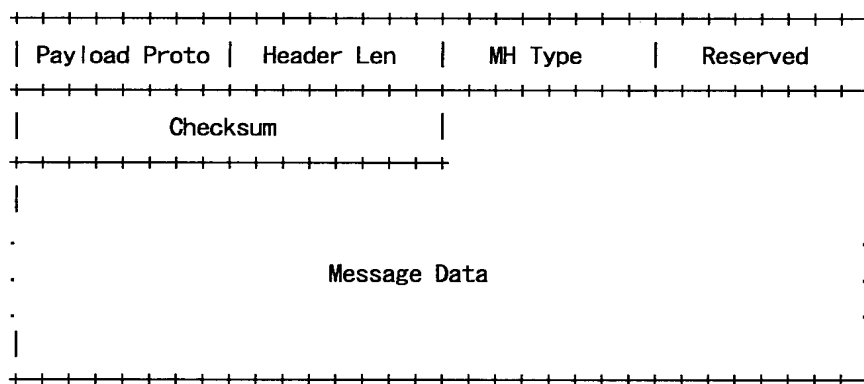 | Payload Proto | Header Len | MH Type | Reserved
| Checksum |
Message Data